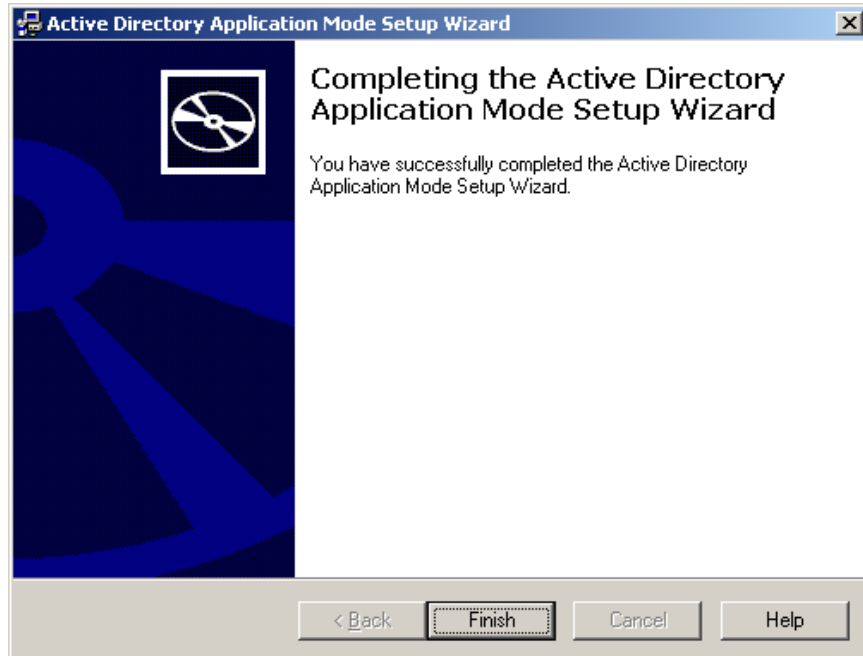 Active Directory Application Mode Setup Wizard
Completing the Active Directory
Application Mode Setup Wizard
You have successfully completed the Active Directory
Application Mode Setup Wizard.
< Back
Finish
Cancel
Help